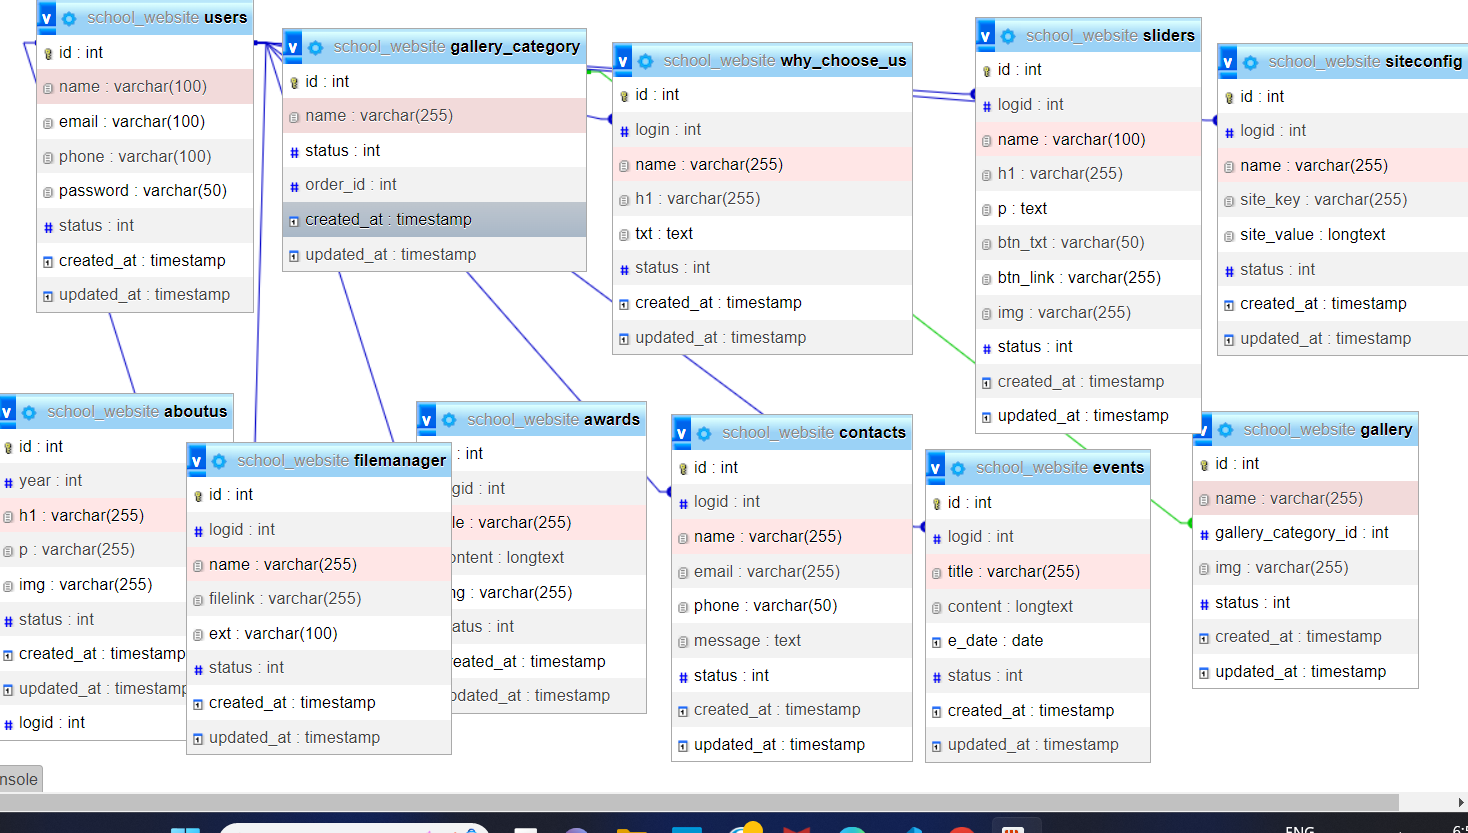 school_website users
id : int
name : varchar(100)
email : varchar(100)
phone : varchar(100)
password : varchar(50)
status : int
created_at : timestamp
updated_at : timestamp
school_website gallery_category
id : int
name : varchar(255)
status : int
order_id : int
created_at : timestamp
updated_at : timestamp
school_website why_choose_us
id : int
login : int
name : varchar(255)
h1 : varchar(255)
txt : text
status : int
created_at : timestamp
updated_at : timestamp
school_website sliders
id : int
logid : int
name : varchar(100)
h1 : varchar(255)
p : text
btn_txt : varchar(50)
btn_link : varchar(255)
img : varchar(255)
status : int
created_at : timestamp
updated_at : timestamp
school_website siteconfig
id : int
logid : int
name : varchar(255)
site_key : varchar(255)
site_value : longtext
status : int
created_at : timestamp
updated_at : timestamp
school_website aboutus
id : int
year : int
h1 : varchar(255)
p : varchar(255)
img : varchar(255)
status : int
created_at : timestamp
updated_at : timestamp
logid : int
school_website filemanager
id : int
logid : int
name : varchar(255)
filelink : varchar(255)
ext : varchar(100)
status : int
created_at : timestamp
updated_at : timestamp
school_website awards
: int
gid : int
le : varchar(255)
ontent : longtext
ng : varchar(255)
atus : int
eated_at : timestamp
pdated_at : timestamp
school_website contacts
id : int
logid : int
name : varchar(255)
email : varchar(255)
phone : varchar(50)
message : text
status : int
created_at : timestamp
updated_at : timestamp
school_website events
id : int
logid : int
title : varchar(255)
content : longtext
e_date : date
status : int
created_at : timestamp
updated_at : timestamp
school_website gallery
id : int
name : varchar(255)
gallery_category_id : int
img : varchar(255)
status : int
created_at : timestamp
updated_at : timestamp
nsole
ENG